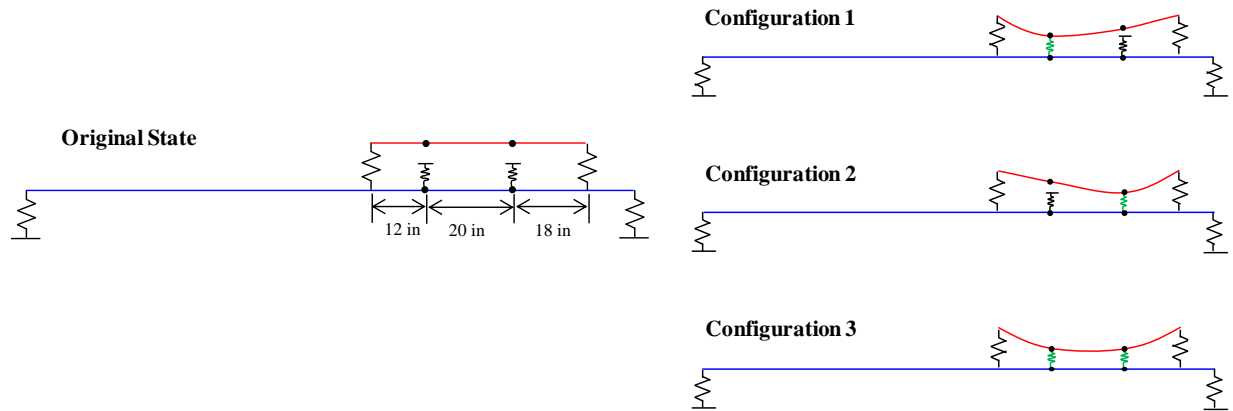 Original State
12 in
20 in
18 in
Configuration 1
Configuration 2
Configuration 3